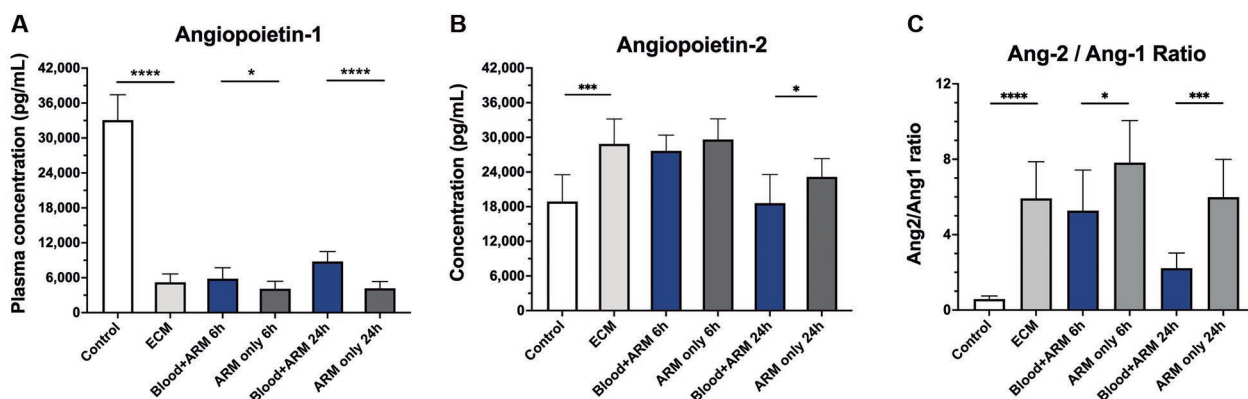 A
Angiopoietin-1
Plasma concentration (pg/mL)
42,000
36,000
30,000
24,000
18,000
12,000
6,000
0
****
*
****
Control
ECM
Blood+ARM 6h
ARM only 6h
Blood+ARM 24h
ARM only 24h
B
Angiopoietin-2
Concentration (pg/mL)
42,000
36,000
30,000
24,000
18,000
12,000
6,000
0
***
*
Control
ECM
Blood+ARM 6h
ARM only 6h
Blood+ARM 24h
ARM only 24h
C
Ang-2 / Ang-1 Ratio
Ang2/Ang1 ratio
12
8
4
0
****
*
***
Control
ECM
Blood+ARM 6h
ARM only 6h
Blood+ARM 24h
ARM only 24h